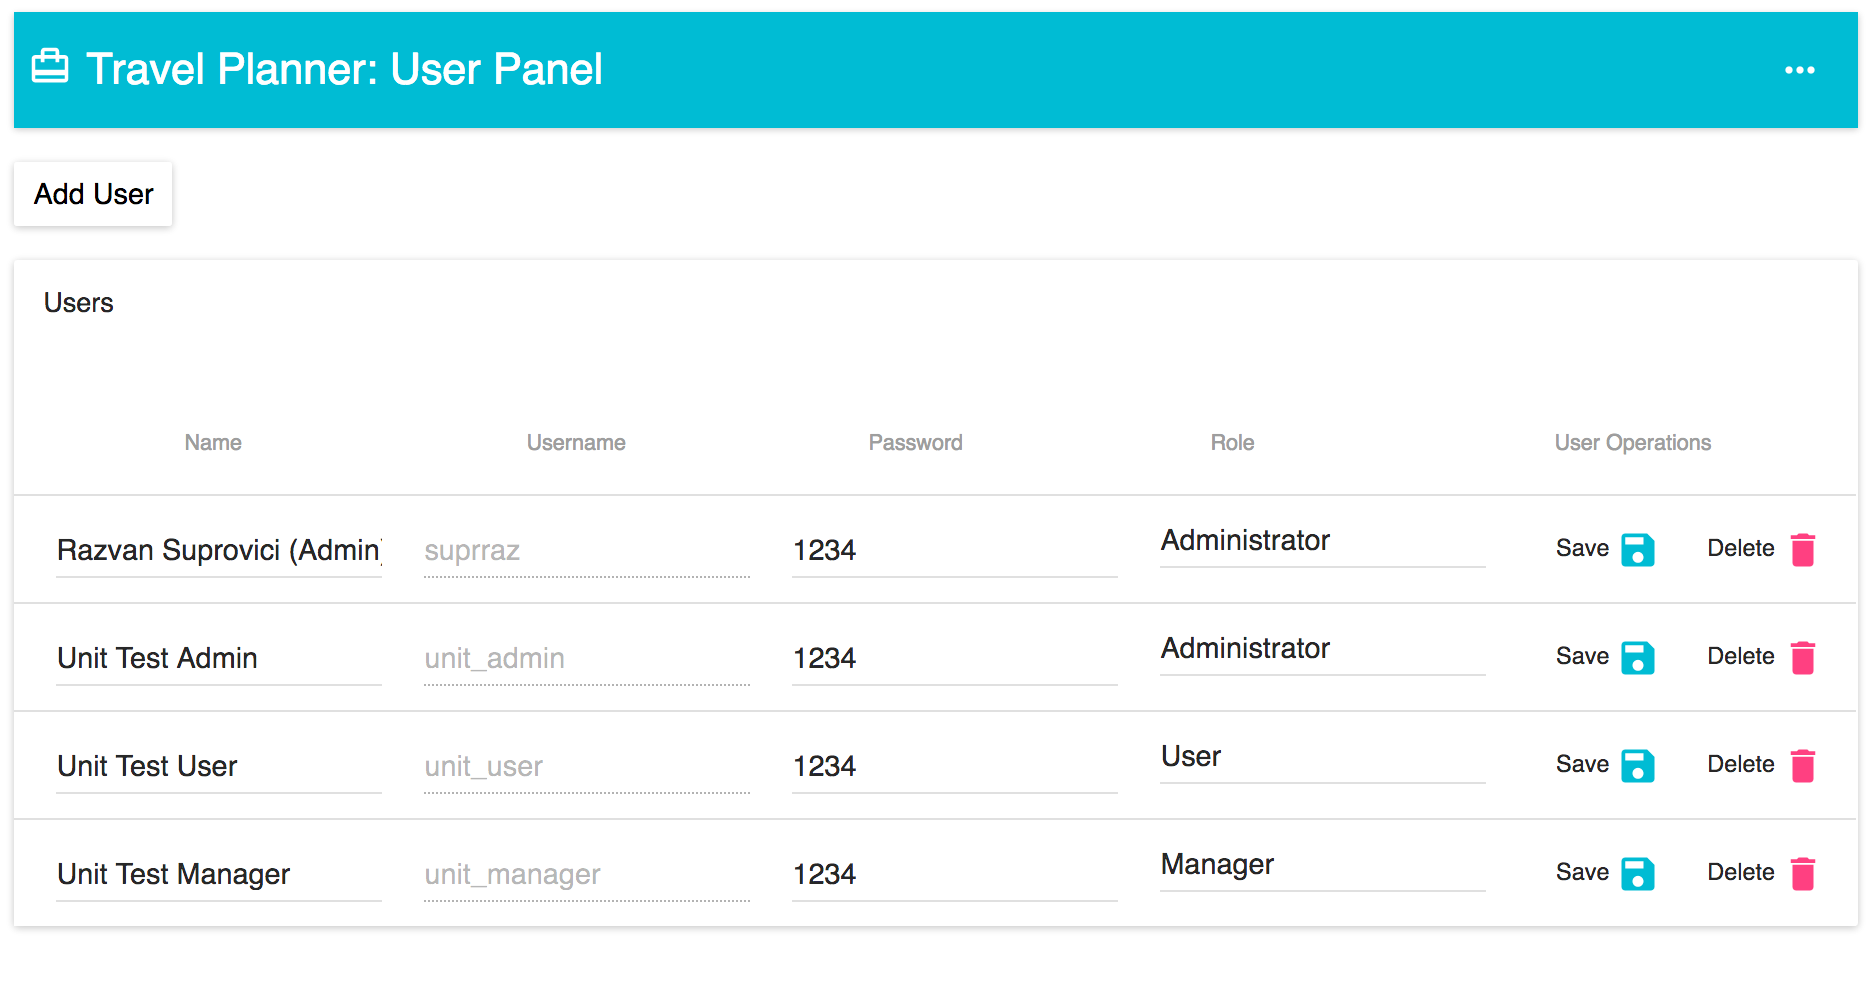 Travel Planner: User Panel
Add User
Users
Name Username Password Role User Operations
Razvan Suprovici (Admin) suprraz 1234 Administrator Save Delete
Unit Test Admin unit_admin 1234 Administrator Save Delete
Unit Test User unit_user 1234 User Save Delete
Unit Test Manager unit_manager 1234 Manager Save Delete